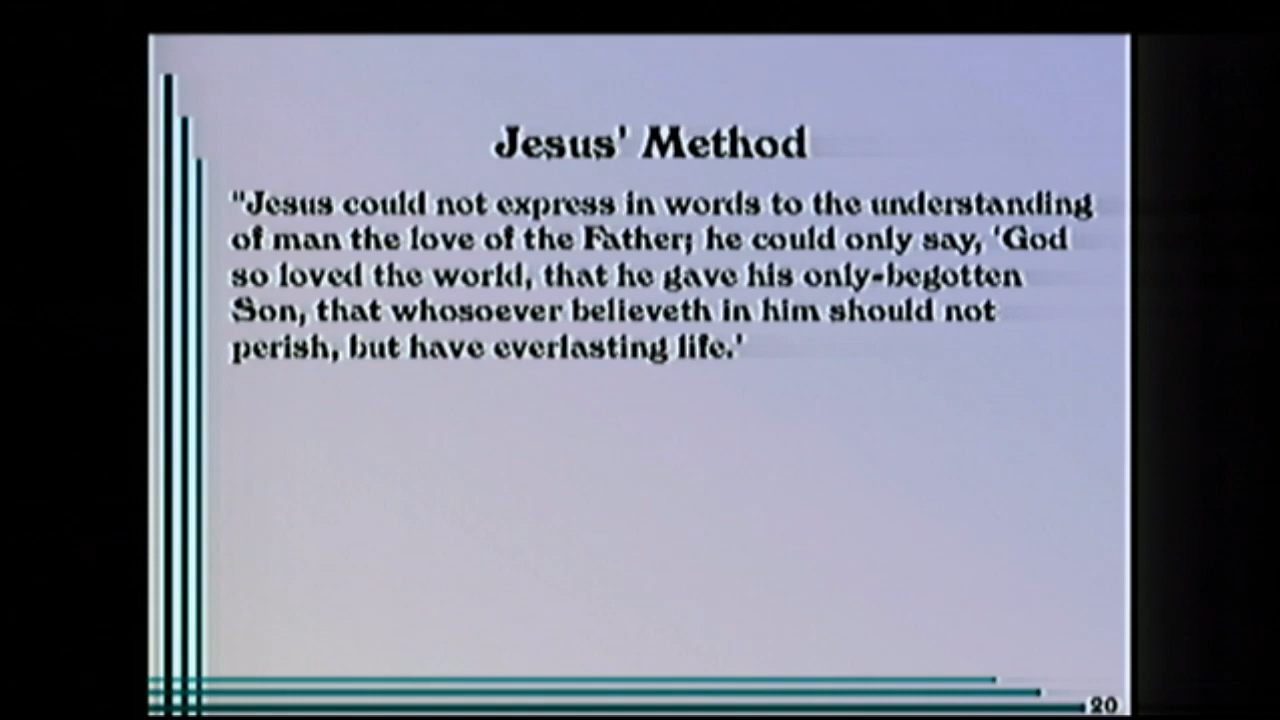 Jesus' Method
"Jesus could not express in words to the understanding
of man the love of the Father; he could only say, 'God
so loved the world, that he gave his only-begotten
Son, that whosoever believeth in him should not
perish, but have everlasting life.'
20